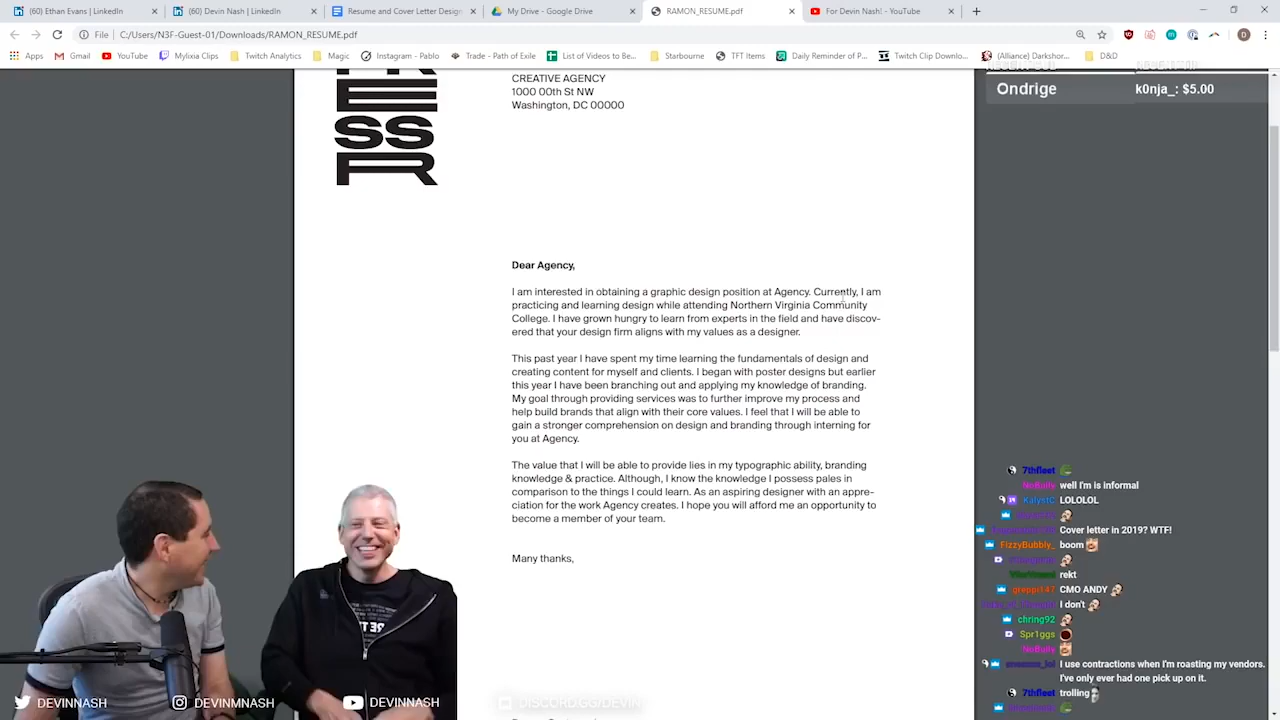 (60) Ethan Evans | LinkedIn
(60) Devin Nash | LinkedIn
Resume and Cover Letter Design
My Drive - Google Drive
RAMON_RESUME.pdf
For Devin Nash! - YouTube
File | C:/Users/N3F-Guest-01/Downloads/RAMON_RESUME.pdf
Apps
Gmail
YouTube
Mylixia Clips
Twitch Analytics
Magic
Instagram - Pablo
Trade - Path of Exile
List of Videos to Be...
Starbourne
TFT Items
Daily Reminder of P...
Twitch Clip Downlo...
(Alliance) Darkshor...
D&D
E
SS
R
CREATIVE AGENCY
1000 00th St NW
Washington, DC 00000
Dear Agency,
I am interested in obtaining a graphic design position at Agency. Currently, I am
practicing and learning design while attending Northern Virginia Community
College. I have grown hungry to learn from experts in the field and have discov-
ered that your design firm aligns with my values as a designer.
This past year I have spent my time learning the fundamentals of design and
creating content for myself and clients. I began with poster designs but earlier
this year I have been branching out and applying my knowledge of branding.
My goal through providing services was to further improve my process and
help build brands that align with their core values. I feel that I will be able to
gain a stronger comprehension on design and branding through interning for
you at Agency.
The value that I will be able to provide lies in my typographic ability, branding
knowledge & practice. Although, I know the knowledge I possess pales in
comparison to the things I could learn. As an aspiring designer with an appre-
ciation for the work Agency creates. I hope you will afford me an opportunity to
become a member of your team.
Many thanks,
Ondrige
k0nja_: $5.00
7thfleet
NoBully well I'm is informal
KalystC LOLOLOL
Cover letter in 2019? WTF!
FizzyBubbly_ boom
rekt
greppi147 CMO ANDY
I don't
chring92
Spr1ggs
NoBully
I use contractions when I'm roasting my vendors.
I've only ever had one pick up on it.
7thfleet trolling
DEVINNASH
DEVINMNASH
DEVINNASH
DISCORD.GG/DEVIN